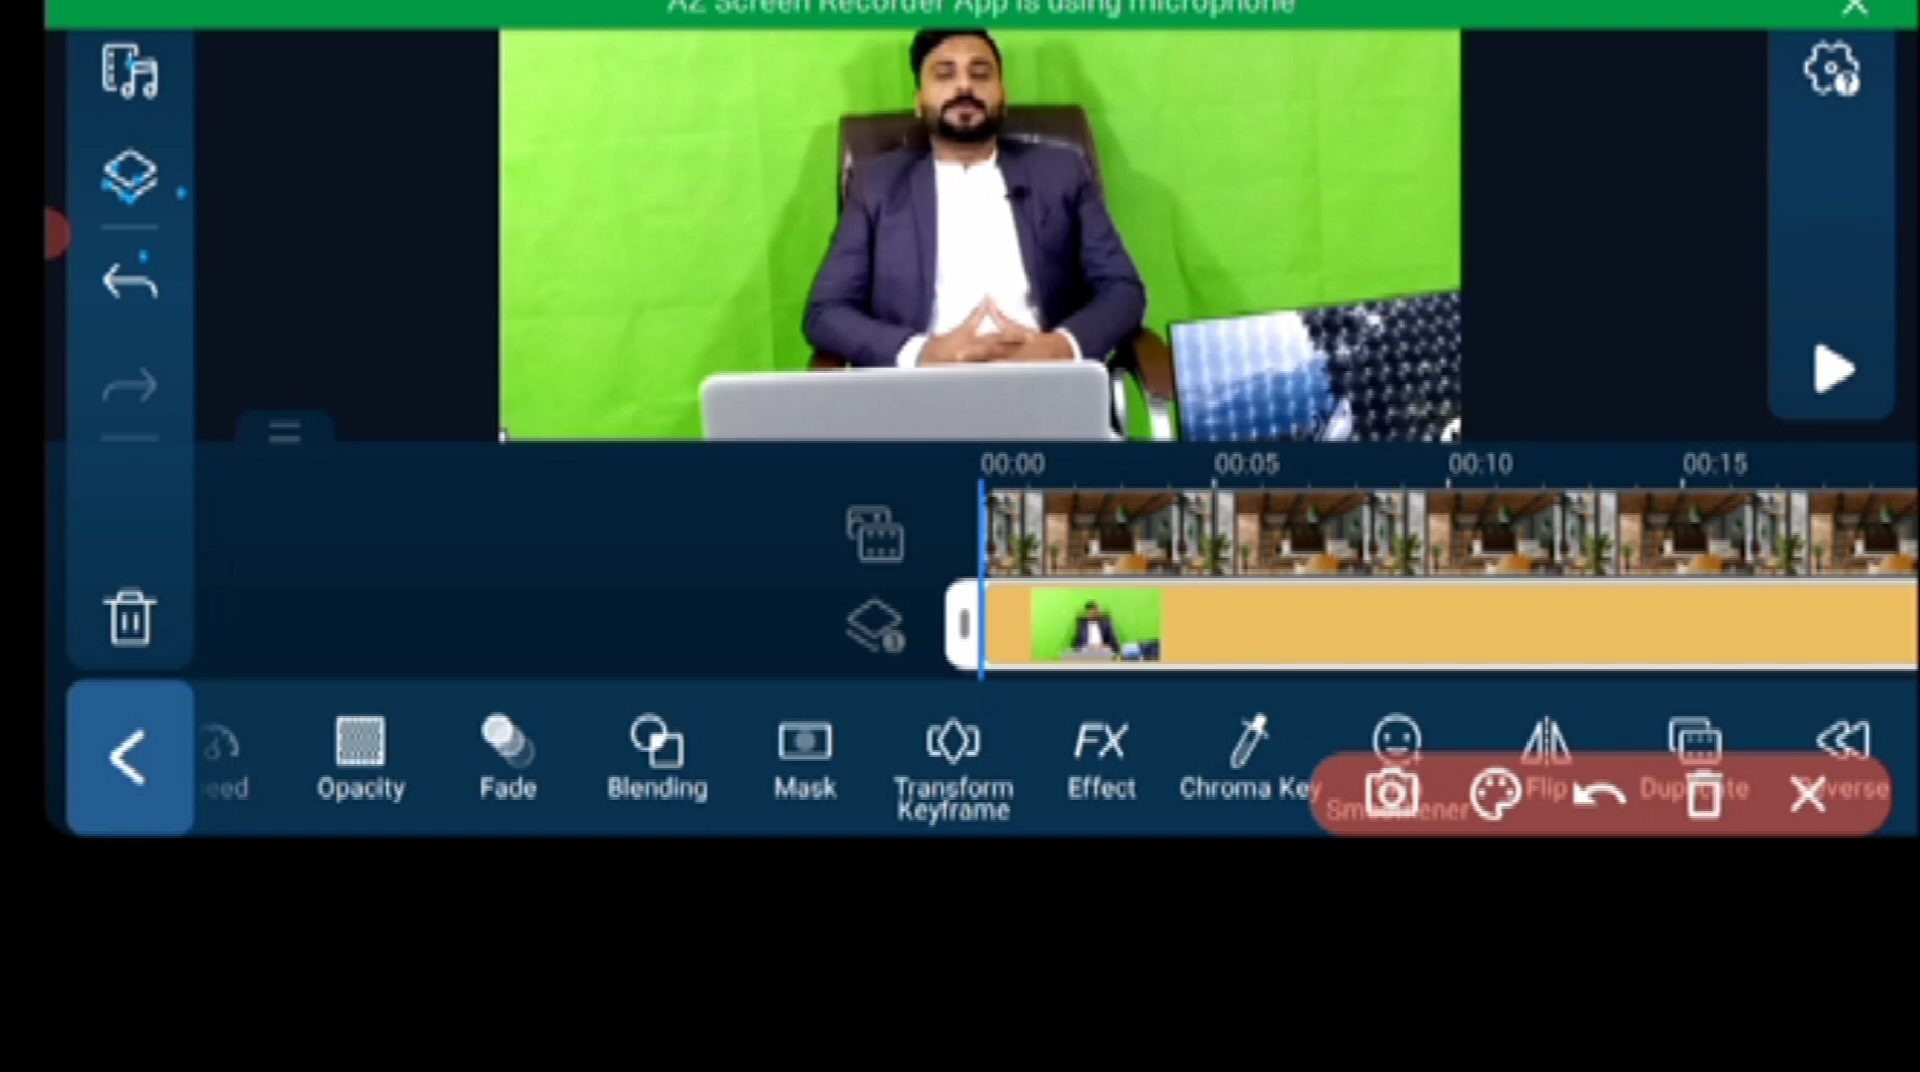 AZ Screen Recorder App is using microphone
00:00 00:05 00:10 00:15
Opacity Fade Blending Mask Transform Keyframe Effect Chroma Key Flip